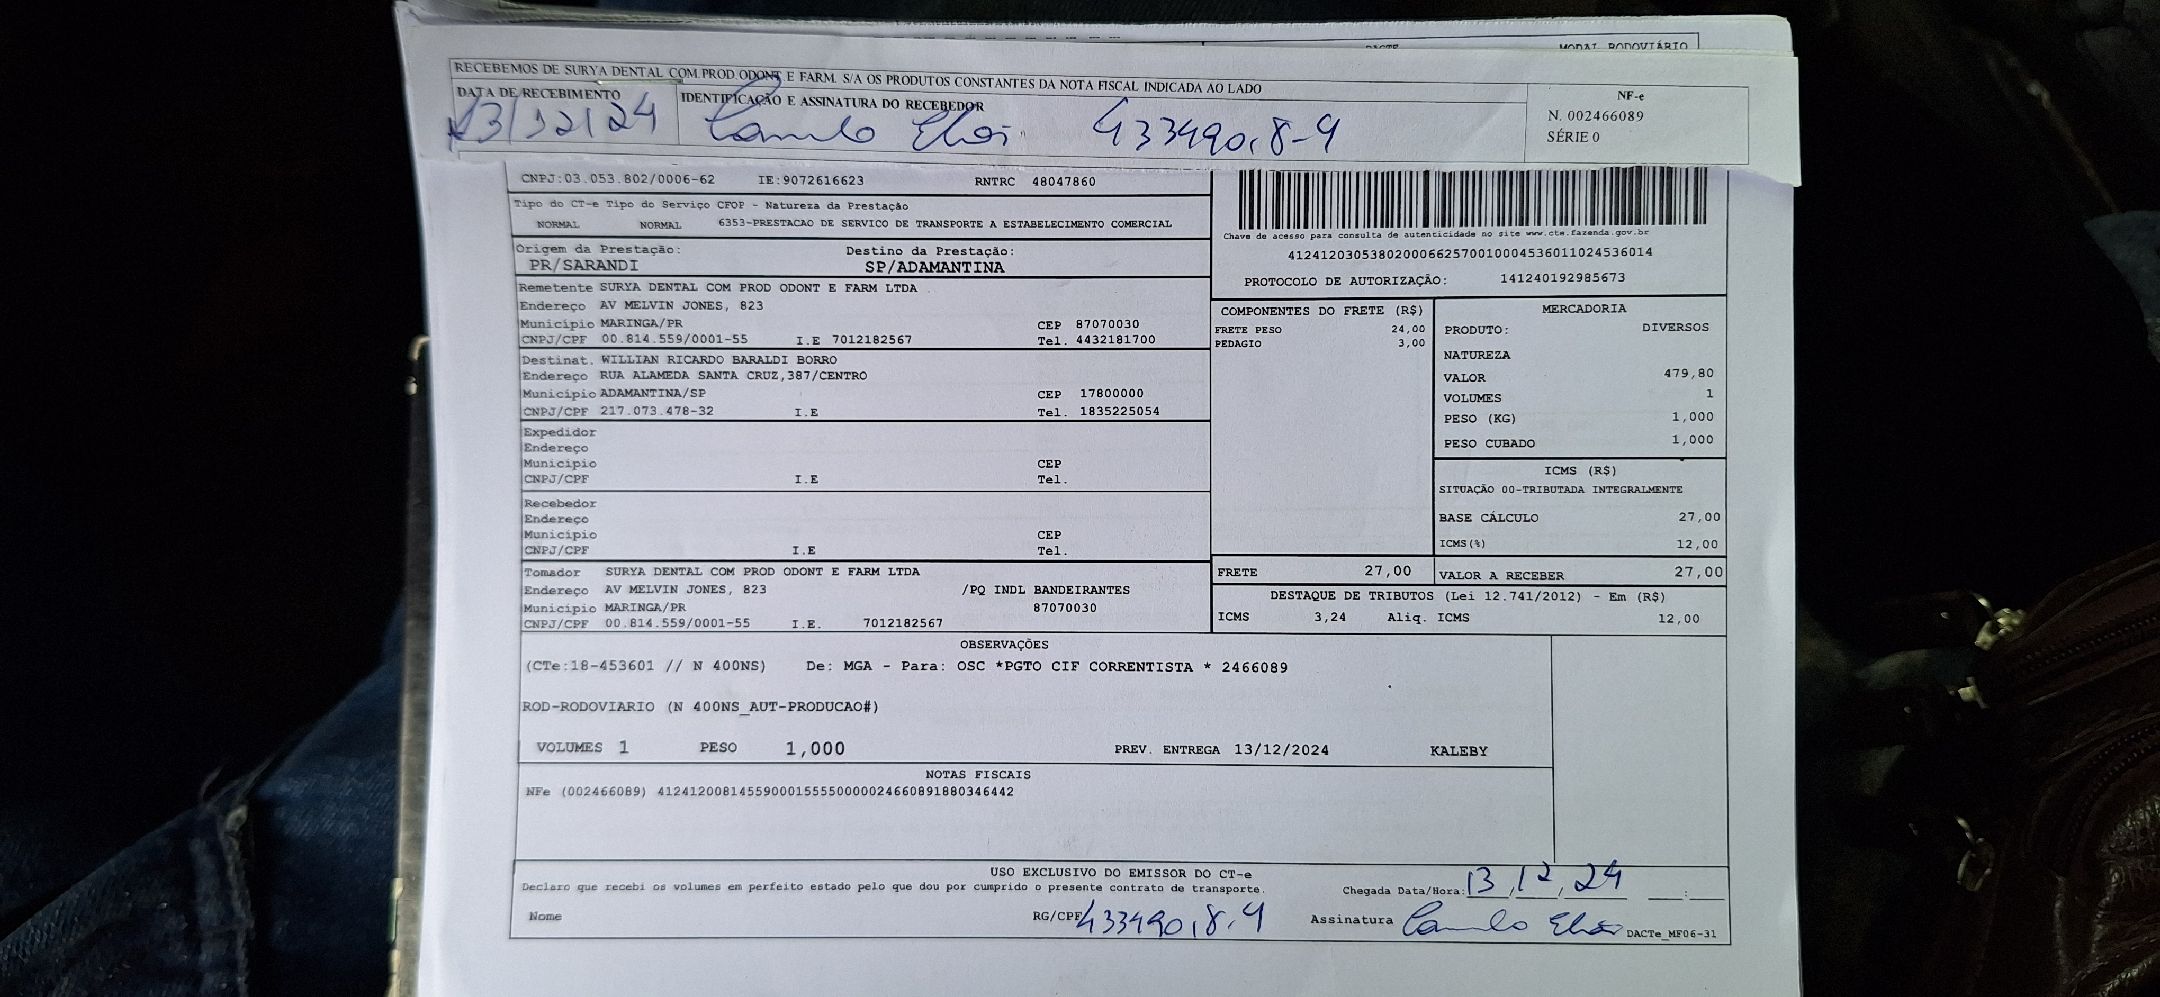 MODAL RODOVIÁRIO
RECEBEMOS DE SURYA DENTAL COM.PROD.ODONT.E FARM. S/A OS PRODUTOS CONSTANTES DA NOTA FISCAL INDICADA AO LADO
DATA DE RECEBIMENTO
13/12/24
IDENTIFICAÇÃO E ASSINATURA DO RECEBEDOR
Camilo
NF-e
N. 002466089
SÉRIE 0
CNPJ:03.053.802/0006-62 IE:9072616623 RNTRC 48047860
Tipo do CT-e Tipo do Serviço CFOP - Natureza da Prestação
NORMAL NORMAL 6353-PRESTACAO DE SERVICO DE TRANSPORTE A ESTABELECIMENTO COMERCIAL
Chave de acesso para consulta de autenticidade no site www.cte.fazenda.gov.br
41241203053802000662570010004536011024536014
PROTOCOLO DE AUTORIZAÇÃO: 141240192985673
Origem da Prestação: Destino da Prestação:
PR/SARANDI SP/ADAMANTINA
Remetente SURYA DENTAL COM PROD ODONT E FARM LTDA
Endereço AV MELVIN JONES, 823
Município MARINGA/PR CEP 87070030
CNPJ/CPF 00.814.559/0001-55 I.E 7012182567 Tel. 4432181700
Destinat. WILLIAN RICARDO BARALDI BORRO
Endereço RUA ALAMEDA SANTA CRUZ,387/CENTRO
Município ADAMANTINA/SP CEP 17800000
CNPJ/CPF 217.073.478-32 I.E Tel. 1835225054
Expedidor
Endereço
Município CEP
CNPJ/CPF I.E Tel.
Recebedor
Endereço
Município CEP
CNPJ/CPF I.E Tel.
Tomador SURYA DENTAL COM PROD ODONT E FARM LTDA
Endereço AV MELVIN JONES, 823 /PQ INDL BANDEIRANTES
Município MARINGA/PR 87070030
CNPJ/CPF 00.814.559/0001-55 I.E. 7012182567
COMPONENTES DO FRETE (R$)
FRETE PESO 24,00
PEDAGIO 3,00
MERCADORIA
PRODUTO: DIVERSOS
NATUREZA
VALOR 479,80
VOLUMES 1
PESO (KG) 1,000
PESO CUBADO 1,000
ICMS (R$)
SITUAÇÃO 00-TRIBUTADA INTEGRALMENTE
BASE CÁLCULO 27,00
ICMS(%) 12,00
FRETE 27,00
VALOR A RECEBER 27,00
DESTAQUE DE TRIBUTOS (Lei 12.741/2012) - Em (R$)
ICMS 3,24 Aliq. ICMS 12,00
OBSERVAÇÕES
(CTe:18-453601 // N 400NS) De: MGA - Para: OSC *PGTO CIF CORRENTISTA * 2466089
ROD-RODOVIARIO (N 400NS_AUT-PRODUCAO#)
VOLUMES 1 PESO 1,000 PREV. ENTREGA 13/12/2024 KALEBY
NOTAS FISCAIS
NFe (002466089) 41241200814559000155550000024660891880346442
USO EXCLUSIVO DO EMISSOR DO CT-e
Declaro que recebi os volumes em perfeito estado pelo que dou por cumprido o presente contrato de transporte. Chegada Data/Hora: 13,12,24
Nome RG/CPF Assinatura Camilo
DACTe_MF06-31